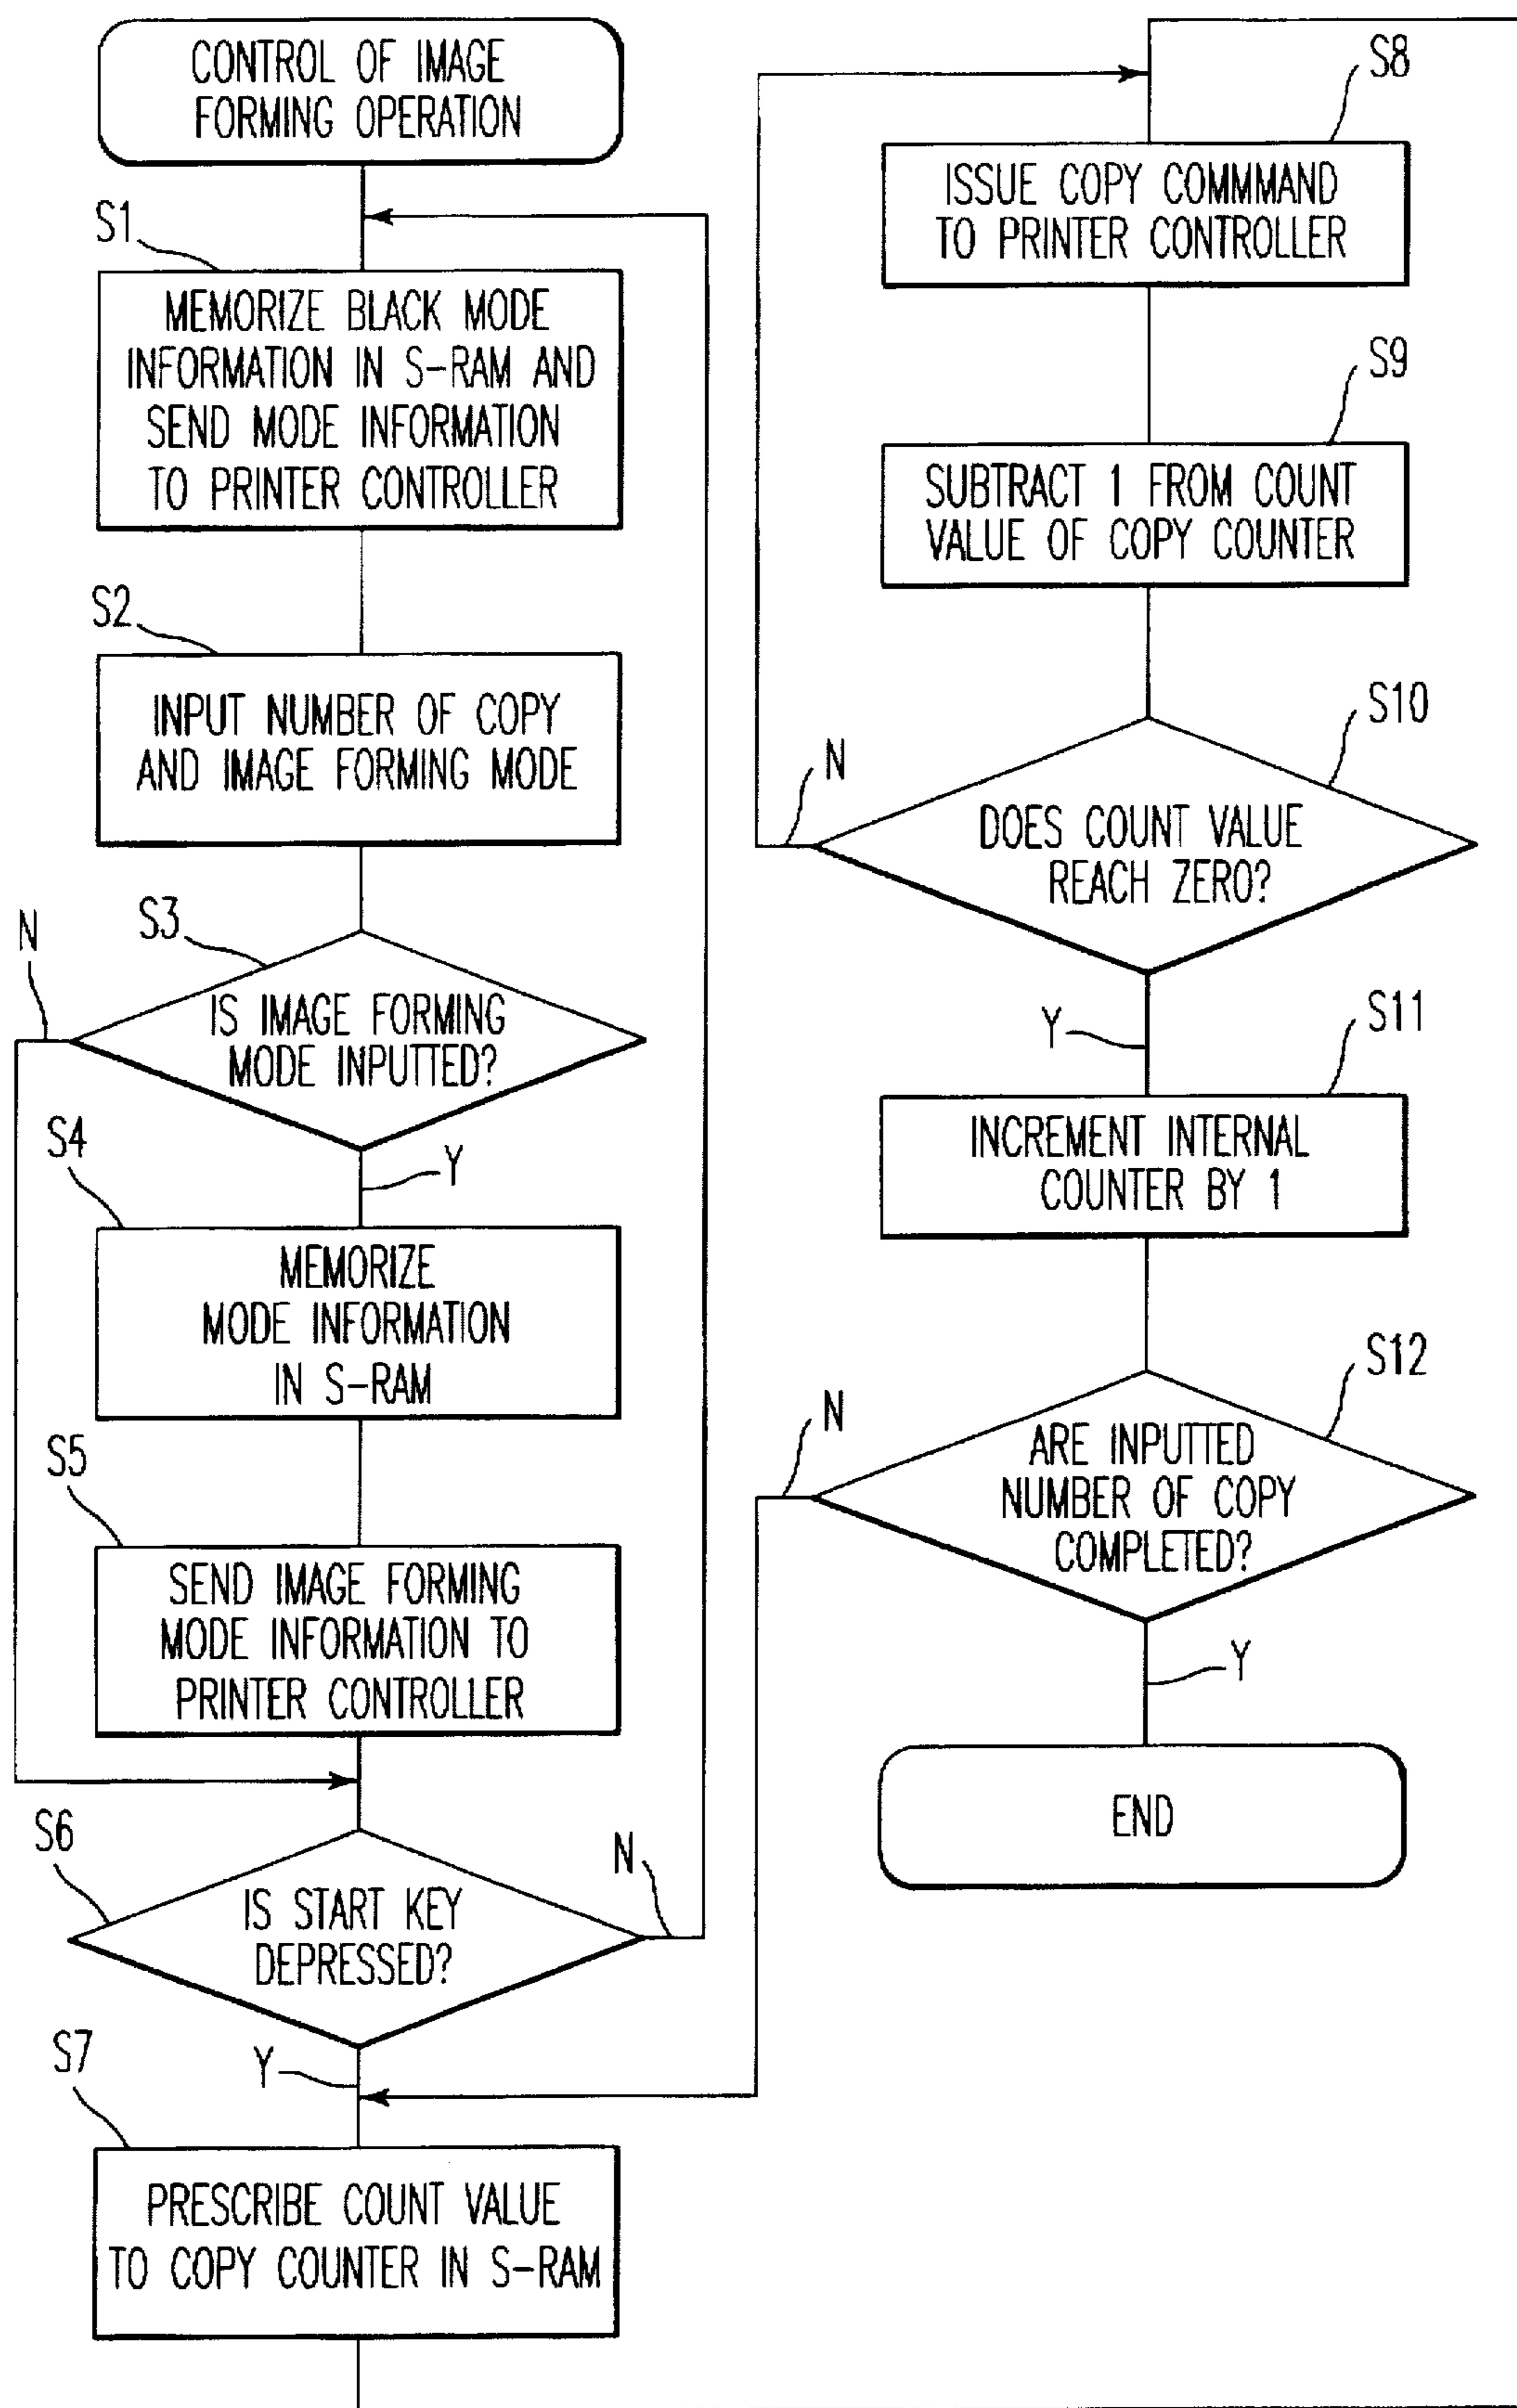 CONTROL OF IMAGE
FORMING OPERATION
S1
MEMORIZE BLACK MODE
INFORMATION IN S-RAM AND
SEND MODE INFORMATION
TO PRINTER CONTROLLER
S2
INPUT NUMBER OF COPY
AND IMAGE FORMING MODE
S3
N
IS IMAGE FORMING
MODE INPUTTED?
Y
S4
MEMORIZE
MODE INFORMATION
IN S-RAM
S5
SEND IMAGE FORMING
MODE INFORMATION TO
PRINTER CONTROLLER
S6
N
IS START KEY
DEPRESSED?
Y
S7
PRESCRIBE COUNT VALUE
TO COPY COUNTER IN S-RAM
S8
ISSUE COPY COMMMAND
TO PRINTER CONTROLLER
S9
SUBTRACT 1 FROM COUNT
VALUE OF COPY COUNTER
S10
N
DOES COUNT VALUE
REACH ZERO?
Y
S11
INCREMENT INTERNAL
COUNTER BY 1
S12
N
ARE INPUTTED
NUMBER OF COPY
COMPLETED?
Y
END